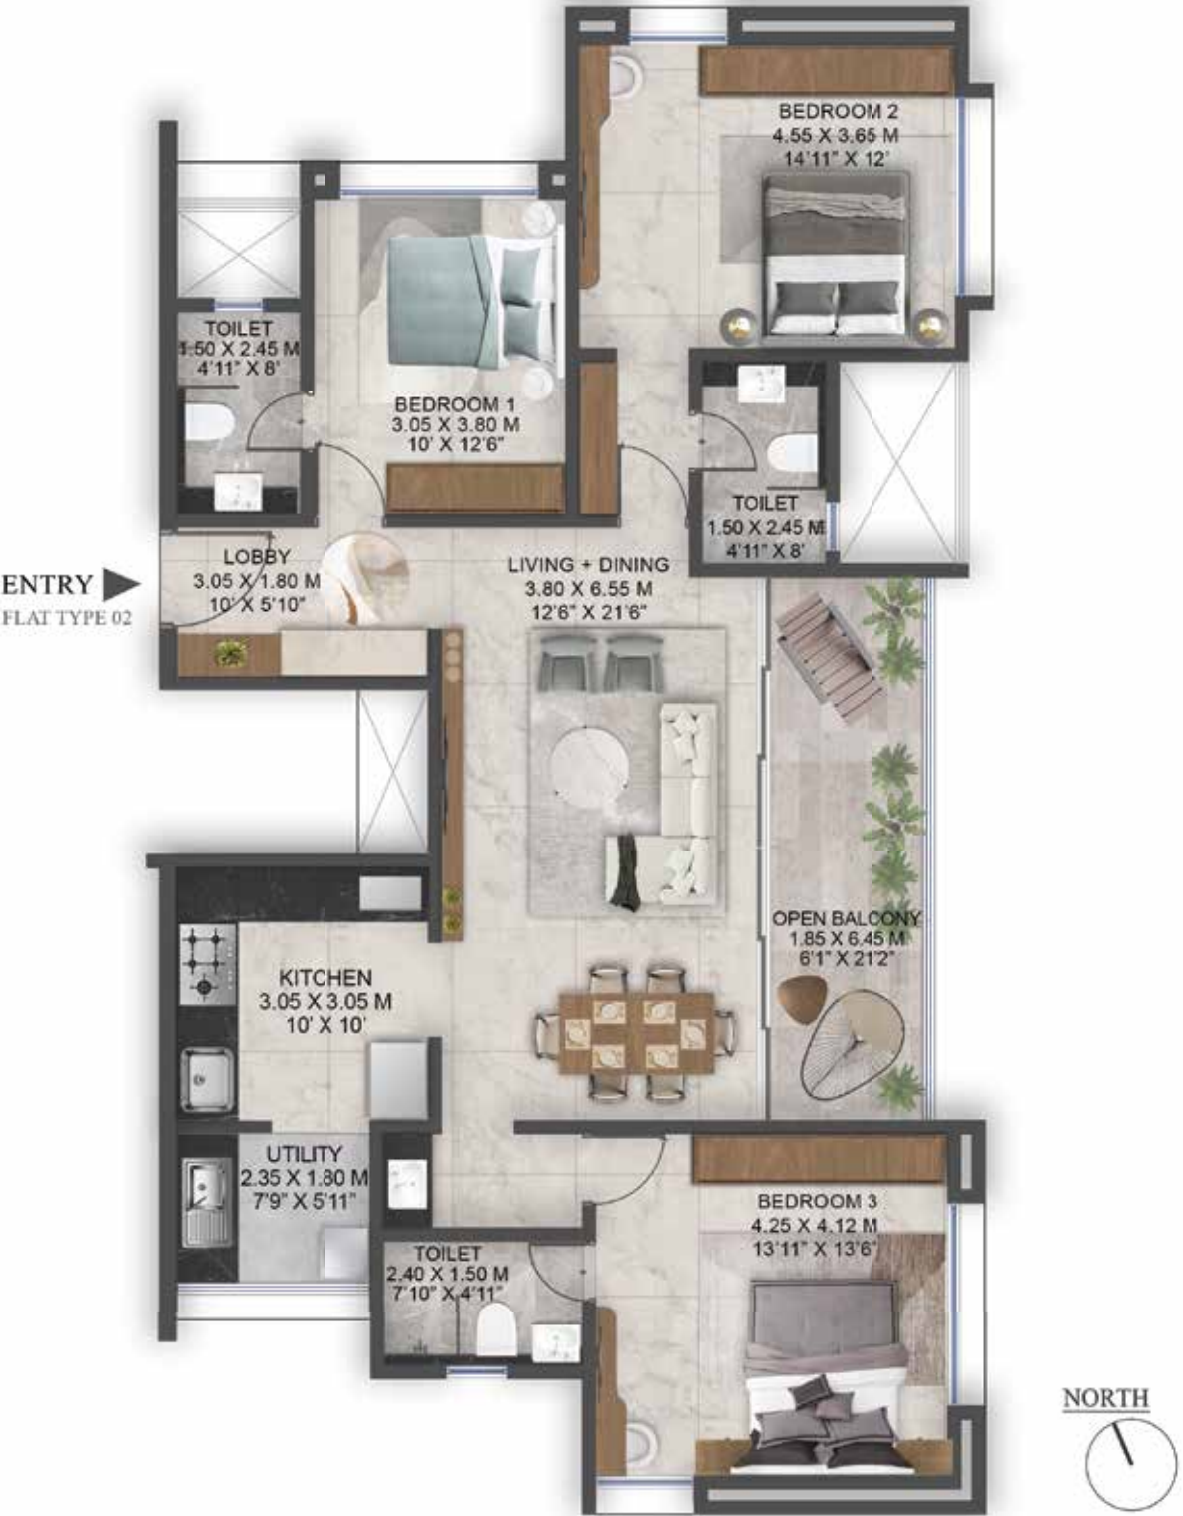 BEDROOM 2
4.55 X 3.65 M
14'11" X 12'
TOILET
1.50 X 2.45 M
4'11" X 8'
BEDROOM 1
3.05 X 3.80 M
10' X 12'6"
TOILET
1.50 X 2.45 M
4'11" X 8'
ENTRY
FLAT TYPE 02
LOBBY
3.05 X 1.80 M
10' X 5'10"
LIVING + DINING
3.80 X 6.55 M
12'6" X 21'6"
OPEN BALCONY
1.85 X 6.45 M
6'1" X 21'2"
KITCHEN
3.05 X 3.05 M
10' X 10'
UTILITY
2.35 X 1.80 M
7'9" X 5'11"
BEDROOM 3
4.25 X 4.12 M
13'11" X 13'6"
TOILET
2.40 X 1.50 M
7'10" X 4'11"
NORTH